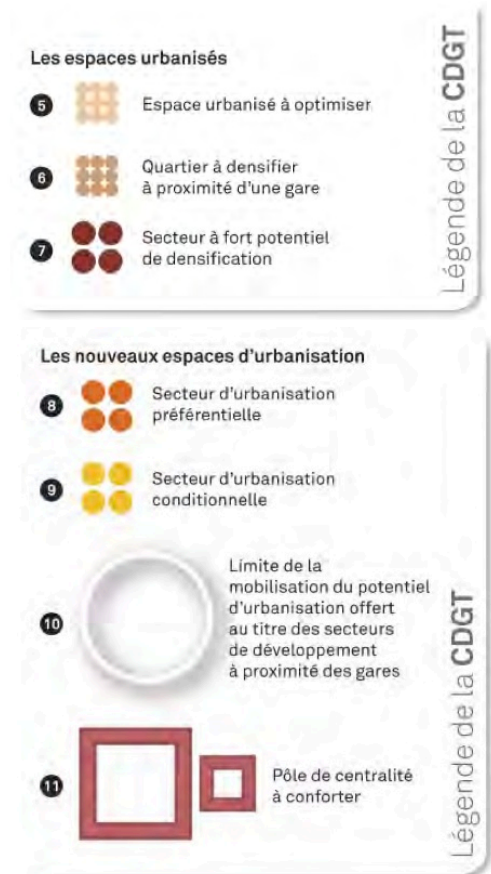 Les espaces urbanisés
5
Espace urbanisé à optimiser
6
Quartier à densifier
à proximité d'une gare
7
Secteur à fort potentiel
de densification
Légende de la CDGT
Les nouveaux espaces d'urbanisation
8
Secteur d'urbanisation
préférentielle
9
Secteur d'urbanisation
conditionnelle
10
Limite de la
mobilisation du potentiel
d'urbanisation offert
au titre des secteurs
de développement
à proximité des gares
11
Pôle de centralité
à conforter
Légende de la CDGT